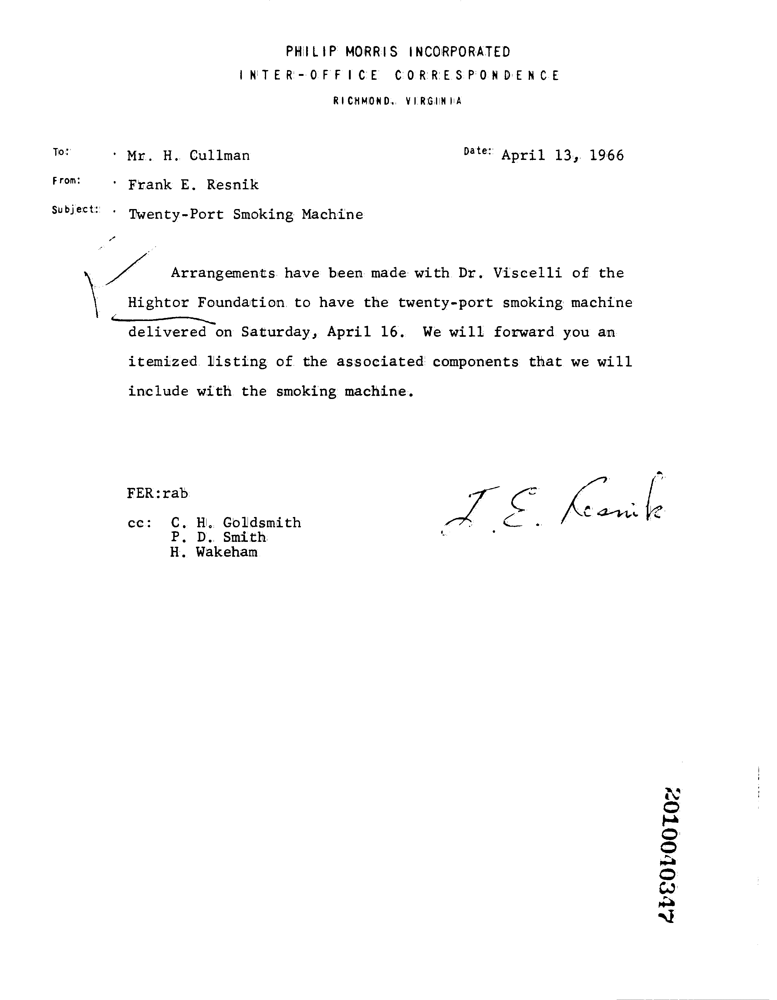 PHILIP MORRIS INCORPORATED
INTER-OFFICE CORRESPONDENCE
RICHMOND, VIRGINIA
To: Mr. H. Cullman Date: April 13, 1966
From: Frank E. Resnik
Subject: Twenty-Port Smoking Machine
Arrangements have been made with Dr. Viscelli of the
Hightor Foundation to have the twenty-port smoking machine
delivered on Saturday, April 16. We will forward you an
itemized listing of the associated components that we will
include with the smoking machine.
FER:rab
F. E. Resnik
cc: C. H. Goldsmith
P. D. Smith
H. Wakeham
2010040347